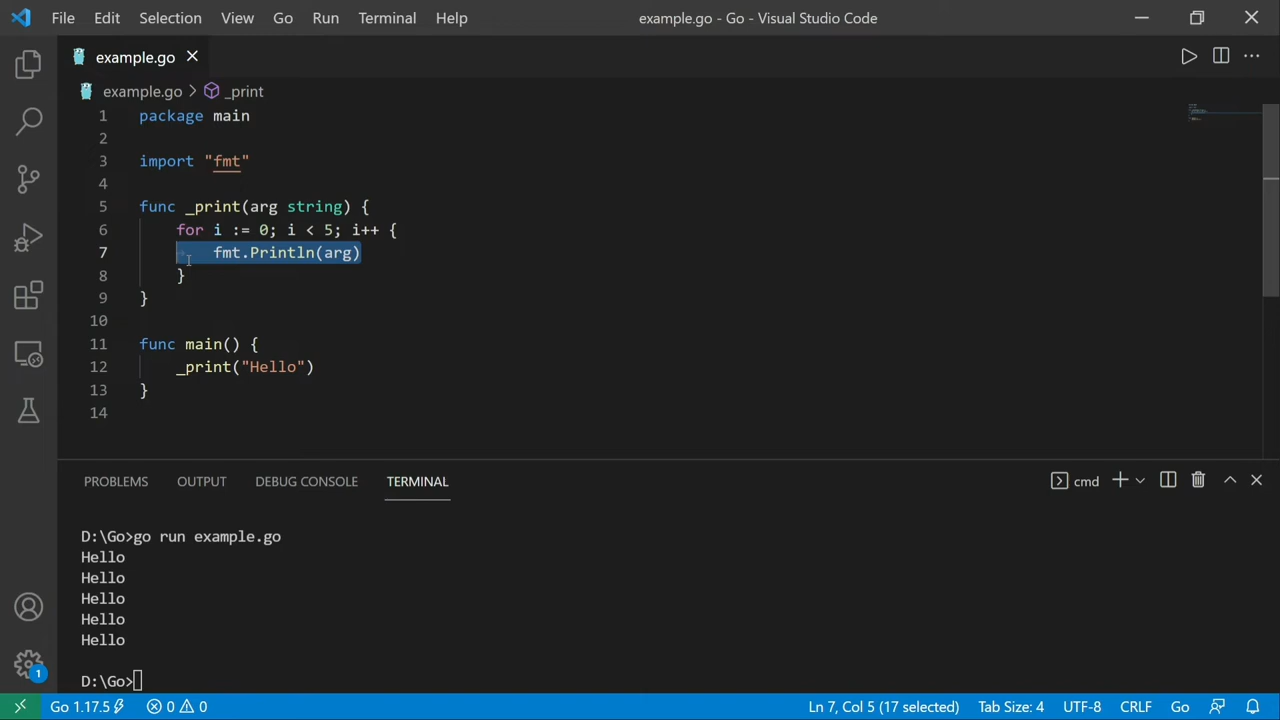 File Edit Selection View Go Run Terminal Help example.go - Go - Visual Studio Code
example.go
example.go > _print
1 package main
2
3 import "fmt"
4
5 func _print(arg string) {
6 for i := 0; i < 5; i++ {
7 fmt.Println(arg)
8 }
9 }
10
11 func main() {
12 _print("Hello")
13 }
14
PROBLEMS OUTPUT DEBUG CONSOLE TERMINAL cmd
D:\Go>go run example.go
Hello
Hello
Hello
Hello
Hello
D:\Go>
1
Go 1.17.5 0 0 Ln 7, Col 5 (17 selected) Tab Size: 4 UTF-8 CRLF Go